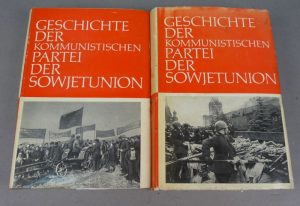 GESCHICHTE
DER
KOMMUNISTISCHEN
PARTEI
DER
SOWJETUNION
GESCHICHTE
DER
KOMMUNISTISCHEN
PARTEI
DER
SOWJETUNION